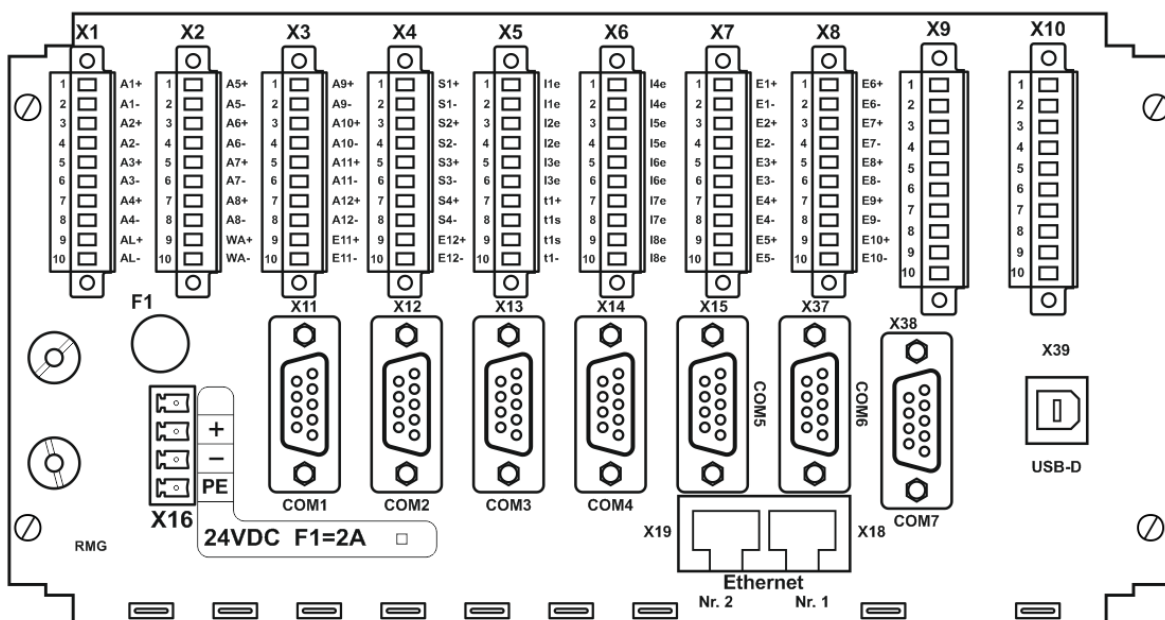 X1 X2 X3 X4 X5 X6 X7 X8 X9 X10
1 A1+ 1 A5+ 1 A9+ 1 S1+ 1 I1e 1 I4e 1 E1+ 1 E6+ 1 1
2 A1- 2 A5- 2 A9- 2 S1- 2 I1e 2 I4e 2 E1- 2 E6- 2 2
3 A2+ 3 A6+ 3 A10+ 3 S2+ 3 I2e 3 I5e 3 E2+ 3 E7+ 3 3
4 A2- 4 A6- 4 A10- 4 S2- 4 I2e 4 I5e 4 E2- 4 E7- 4 4
5 A3+ 5 A7+ 5 A11+ 5 S3+ 5 I3e 5 I6e 5 E3+ 5 E8+ 5 5
6 A3- 6 A7- 6 A11- 6 S3- 6 I3e 6 I6e 6 E3- 6 E8- 6 6
7 A4+ 7 A8+ 7 A12+ 7 S4+ 7 t1+ 7 I7e 7 E4+ 7 E9+ 7 7
8 A4- 8 A8- 8 A12- 8 S4- 8 t1s 8 I7e 8 E4- 8 E9- 8 8
9 AL+ 9 WA+ 9 E11+ 9 E12+ 9 t1s 9 I8e 9 E5+ 9 E10+ 9 9
10 AL- 10 WA- 10 E11- 10 E12- 10 t1- 10 I8e 10 E5- 10 E10- 10 10
F1 X11 X12 X13 X14 X15 X37 X38
X39
COM5 COM6
+
−
USB-D
PE
COM1 COM2 COM3 COM4 COM7
X16
24VDC F1=2A
X19 X18
RMG
Ethernet
Nr. 2 Nr. 1